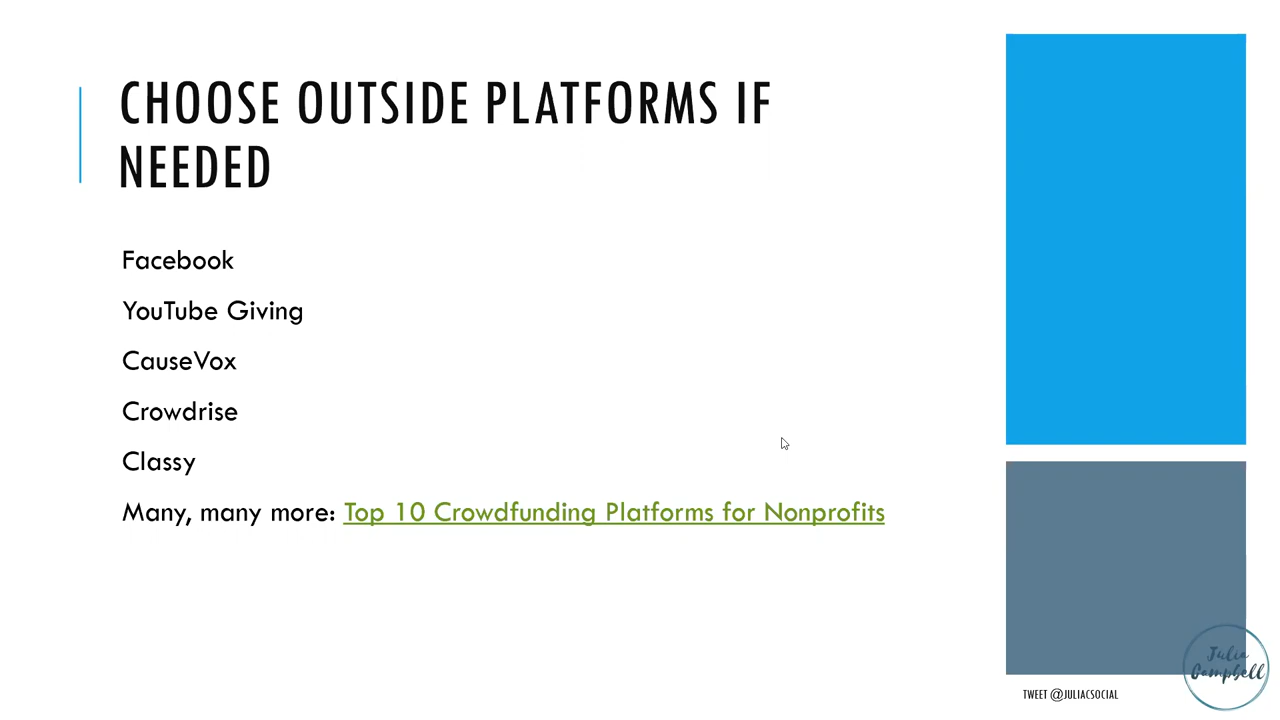 CHOOSE OUTSIDE PLATFORMS IF
NEEDED
Facebook
YouTube Giving
CauseVox
Crowdrise
Classy
Many, many more: Top 10 Crowdfunding Platforms for Nonprofits
Julia
Campbell
TWEET @JULIACSOCIAL